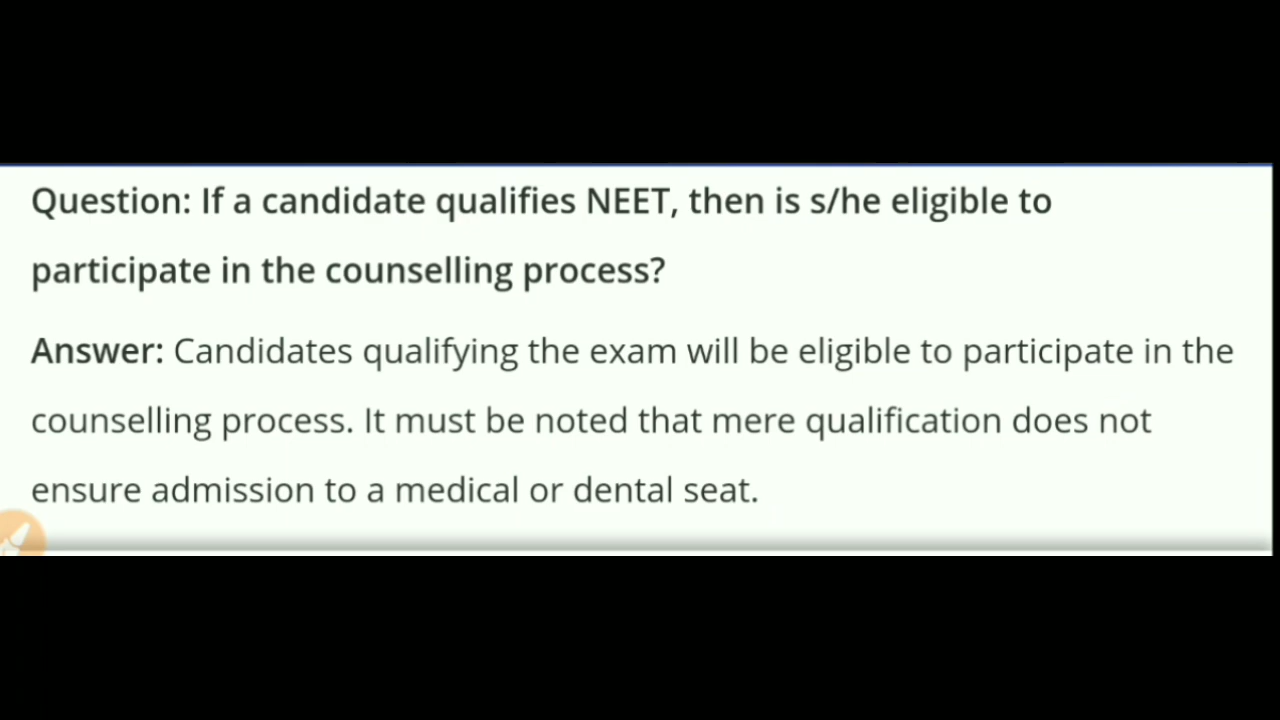 Question: If a candidate qualifies NEET, then is s/he eligible to
participate in the counselling process?
Answer: Candidates qualifying the exam will be eligible to participate in the
counselling process. It must be noted that mere qualification does not
ensure admission to a medical or dental seat.